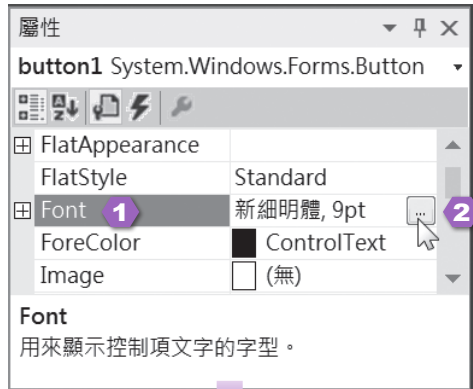 屬性
button1 System.Windows.Forms.Button
FlatAppearance
FlatStyle Standard
Font 1 新細明體, 9pt ... 2
ForeColor ControlText
Image (無)
Font
用來顯示控制項文字的字型。